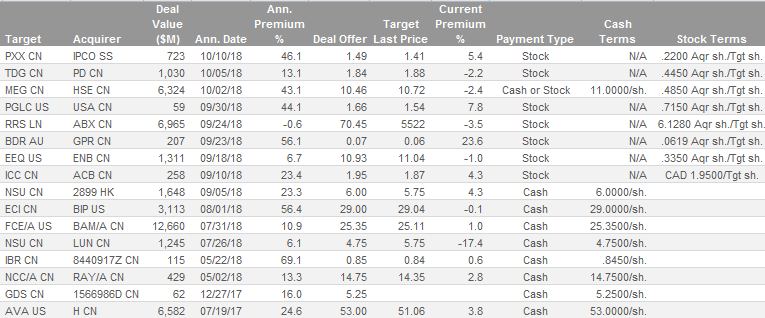 Target Acquirer Deal Value ($M) Ann. Date Ann. Premium % Deal Offer Target Last Price Current Premium % Payment Type Cash Terms Stock Terms
PXX CN IPCO SS 723 10/10/18 46.1 1.49 1.41 5.4 Stock N/A .2200 Aqr sh./Tgt sh.
TDG CN PD CN 1,030 10/05/18 13.1 1.84 1.88 -2.2 Stock N/A .4450 Aqr sh./Tgt sh.
MEG CN HSE CN 6,324 10/02/18 43.1 10.46 10.72 -2.4 Cash or Stock 11.0000/sh. .4850 Aqr sh./Tgt sh.
PGLC US USA CN 59 09/30/18 44.1 1.66 1.54 7.8 Stock N/A .7150 Aqr sh./Tgt sh.
RRS LN ABX CN 6,965 09/24/18 -0.6 70.45 5522 -3.5 Stock N/A 6.1280 Aqr sh./Tgt sh.
BDR AU GPR CN 207 09/23/18 56.1 0.07 0.06 23.6 Stock N/A .0619 Aqr sh./Tgt sh.
EEQ US ENB CN 1,311 09/18/18 6.7 10.93 11.04 -1.0 Stock N/A .3350 Aqr sh./Tgt sh.
ICC CN ACB CN 258 09/10/18 23.4 1.95 1.87 4.3 Stock N/A CAD 1.9500/Tgt sh.
NSU CN 2899 HK 1,648 09/05/18 23.3 6.00 5.75 4.3 Cash 6.0000/sh.
ECI CN BIP US 3,113 08/01/18 56.4 29.00 29.04 -0.1 Cash 29.0000/sh.
FCE/A US BAM/A CN 12,660 07/31/18 10.9 25.35 25.11 1.0 Cash 25.3500/sh.
NSU CN LUN CN 1,245 07/26/18 6.1 4.75 5.75 -17.4 Cash 4.7500/sh.
IBR CN 8440917Z CN 115 05/22/18 69.1 0.85 0.84 0.6 Cash .8450/sh.
NCC/A CN RAY/A CN 429 05/02/18 13.3 14.75 14.35 2.8 Cash 14.7500/sh.
GDS CN 1566986D CN 62 12/27/17 16.0 5.25 Cash 5.2500/sh.
AVA US H CN 6,582 07/19/17 24.6 53.00 51.06 3.8 Cash 53.0000/sh.